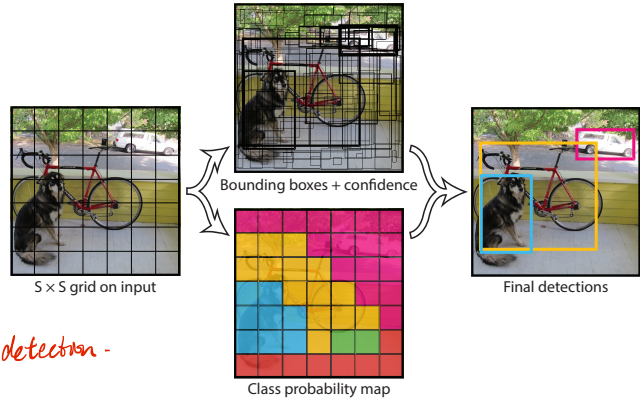 Bounding boxes + confidence
S × S grid on input
Final detections
detection -
Class probability map